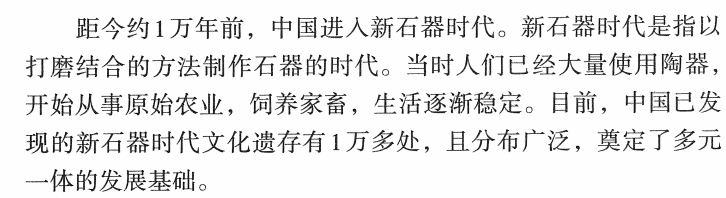 距今约1万年前，中国进入新石器时代。新石器时代是指以
打磨结合的方法制作石器的时代。当时人们已经大量使用陶器，
开始从事原始农业，饲养家畜，生活逐渐稳定。目前，中国已发
现的新石器时代文化遗存有1万多处，且分布广泛，奠定了多元
一体的发展基础。